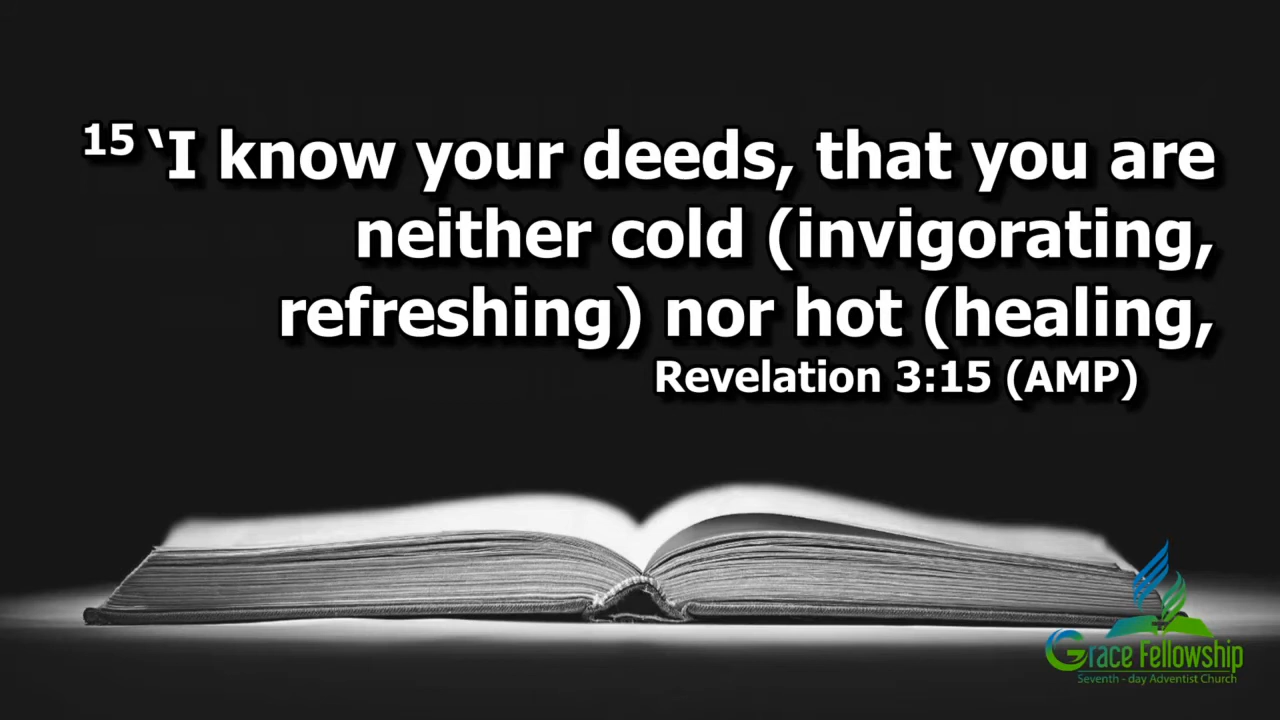 15 ‘I know your deeds, that you are
neither cold (invigorating,
refreshing) nor hot (healing,
Revelation 3:15 (AMP)
Grace Fellowship
Seventh - day Adventist Church